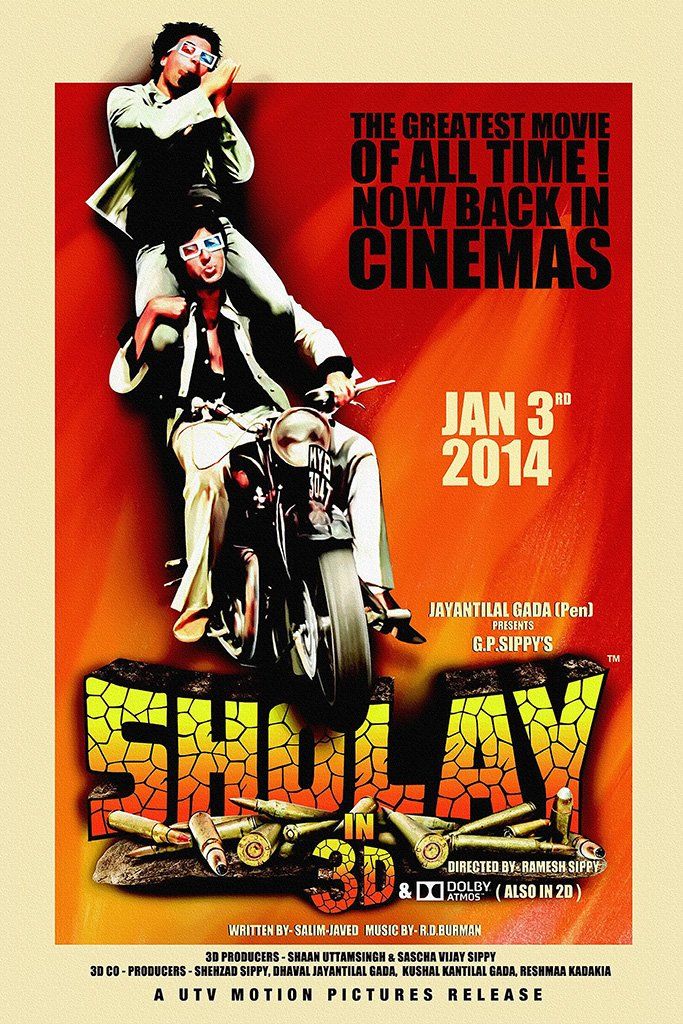 THE GREATEST MOVIE
OF ALL TIME !
NOW BACK IN
CINEMAS
JAN 3RD
2014
MYB
3047
JAYANTILAL GADA (Pen)
PRESENTS
G.P.SIPPY'S
SHOLAY ™
IN
3D
DIRECTED BY- RAMESH SIPPY
& DOLBY ATMOS™ ( ALSO IN 2D )
WRITTEN BY- SALIM-JAVED MUSIC BY- R.D.BURMAN
3D PRODUCERS - SHAAN UTTAMSINGH & SASCHA VIJAY SIPPY
3D CO - PRODUCERS - SHEHZAD SIPPY, DHAVAL JAYANTILAL GADA, KUSHAL KANTILAL GADA, RESHMAA KADAKIA
A UTV MOTION PICTURES RELEASE